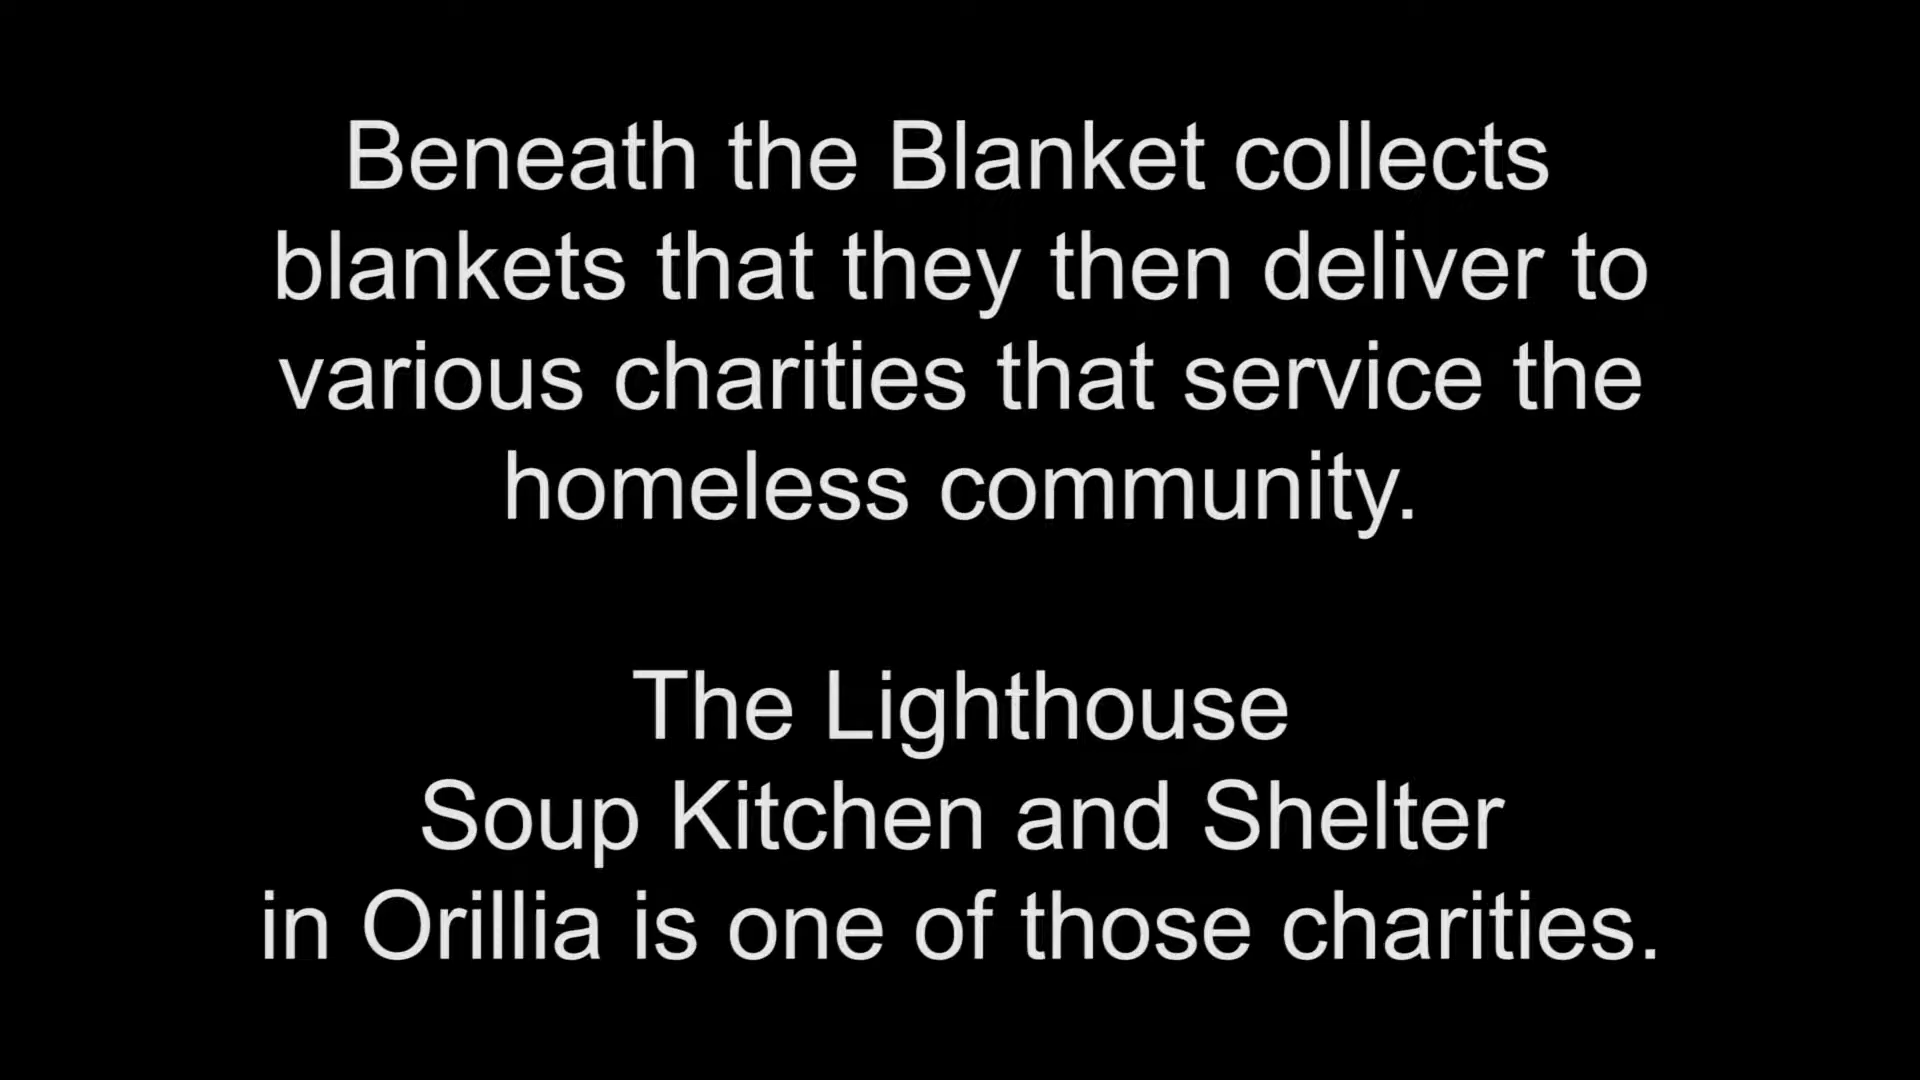 Beneath the Blanket collects
blankets that they then deliver to
various charities that service the
homeless community.
The Lighthouse
Soup Kitchen and Shelter
in Orillia is one of those charities.